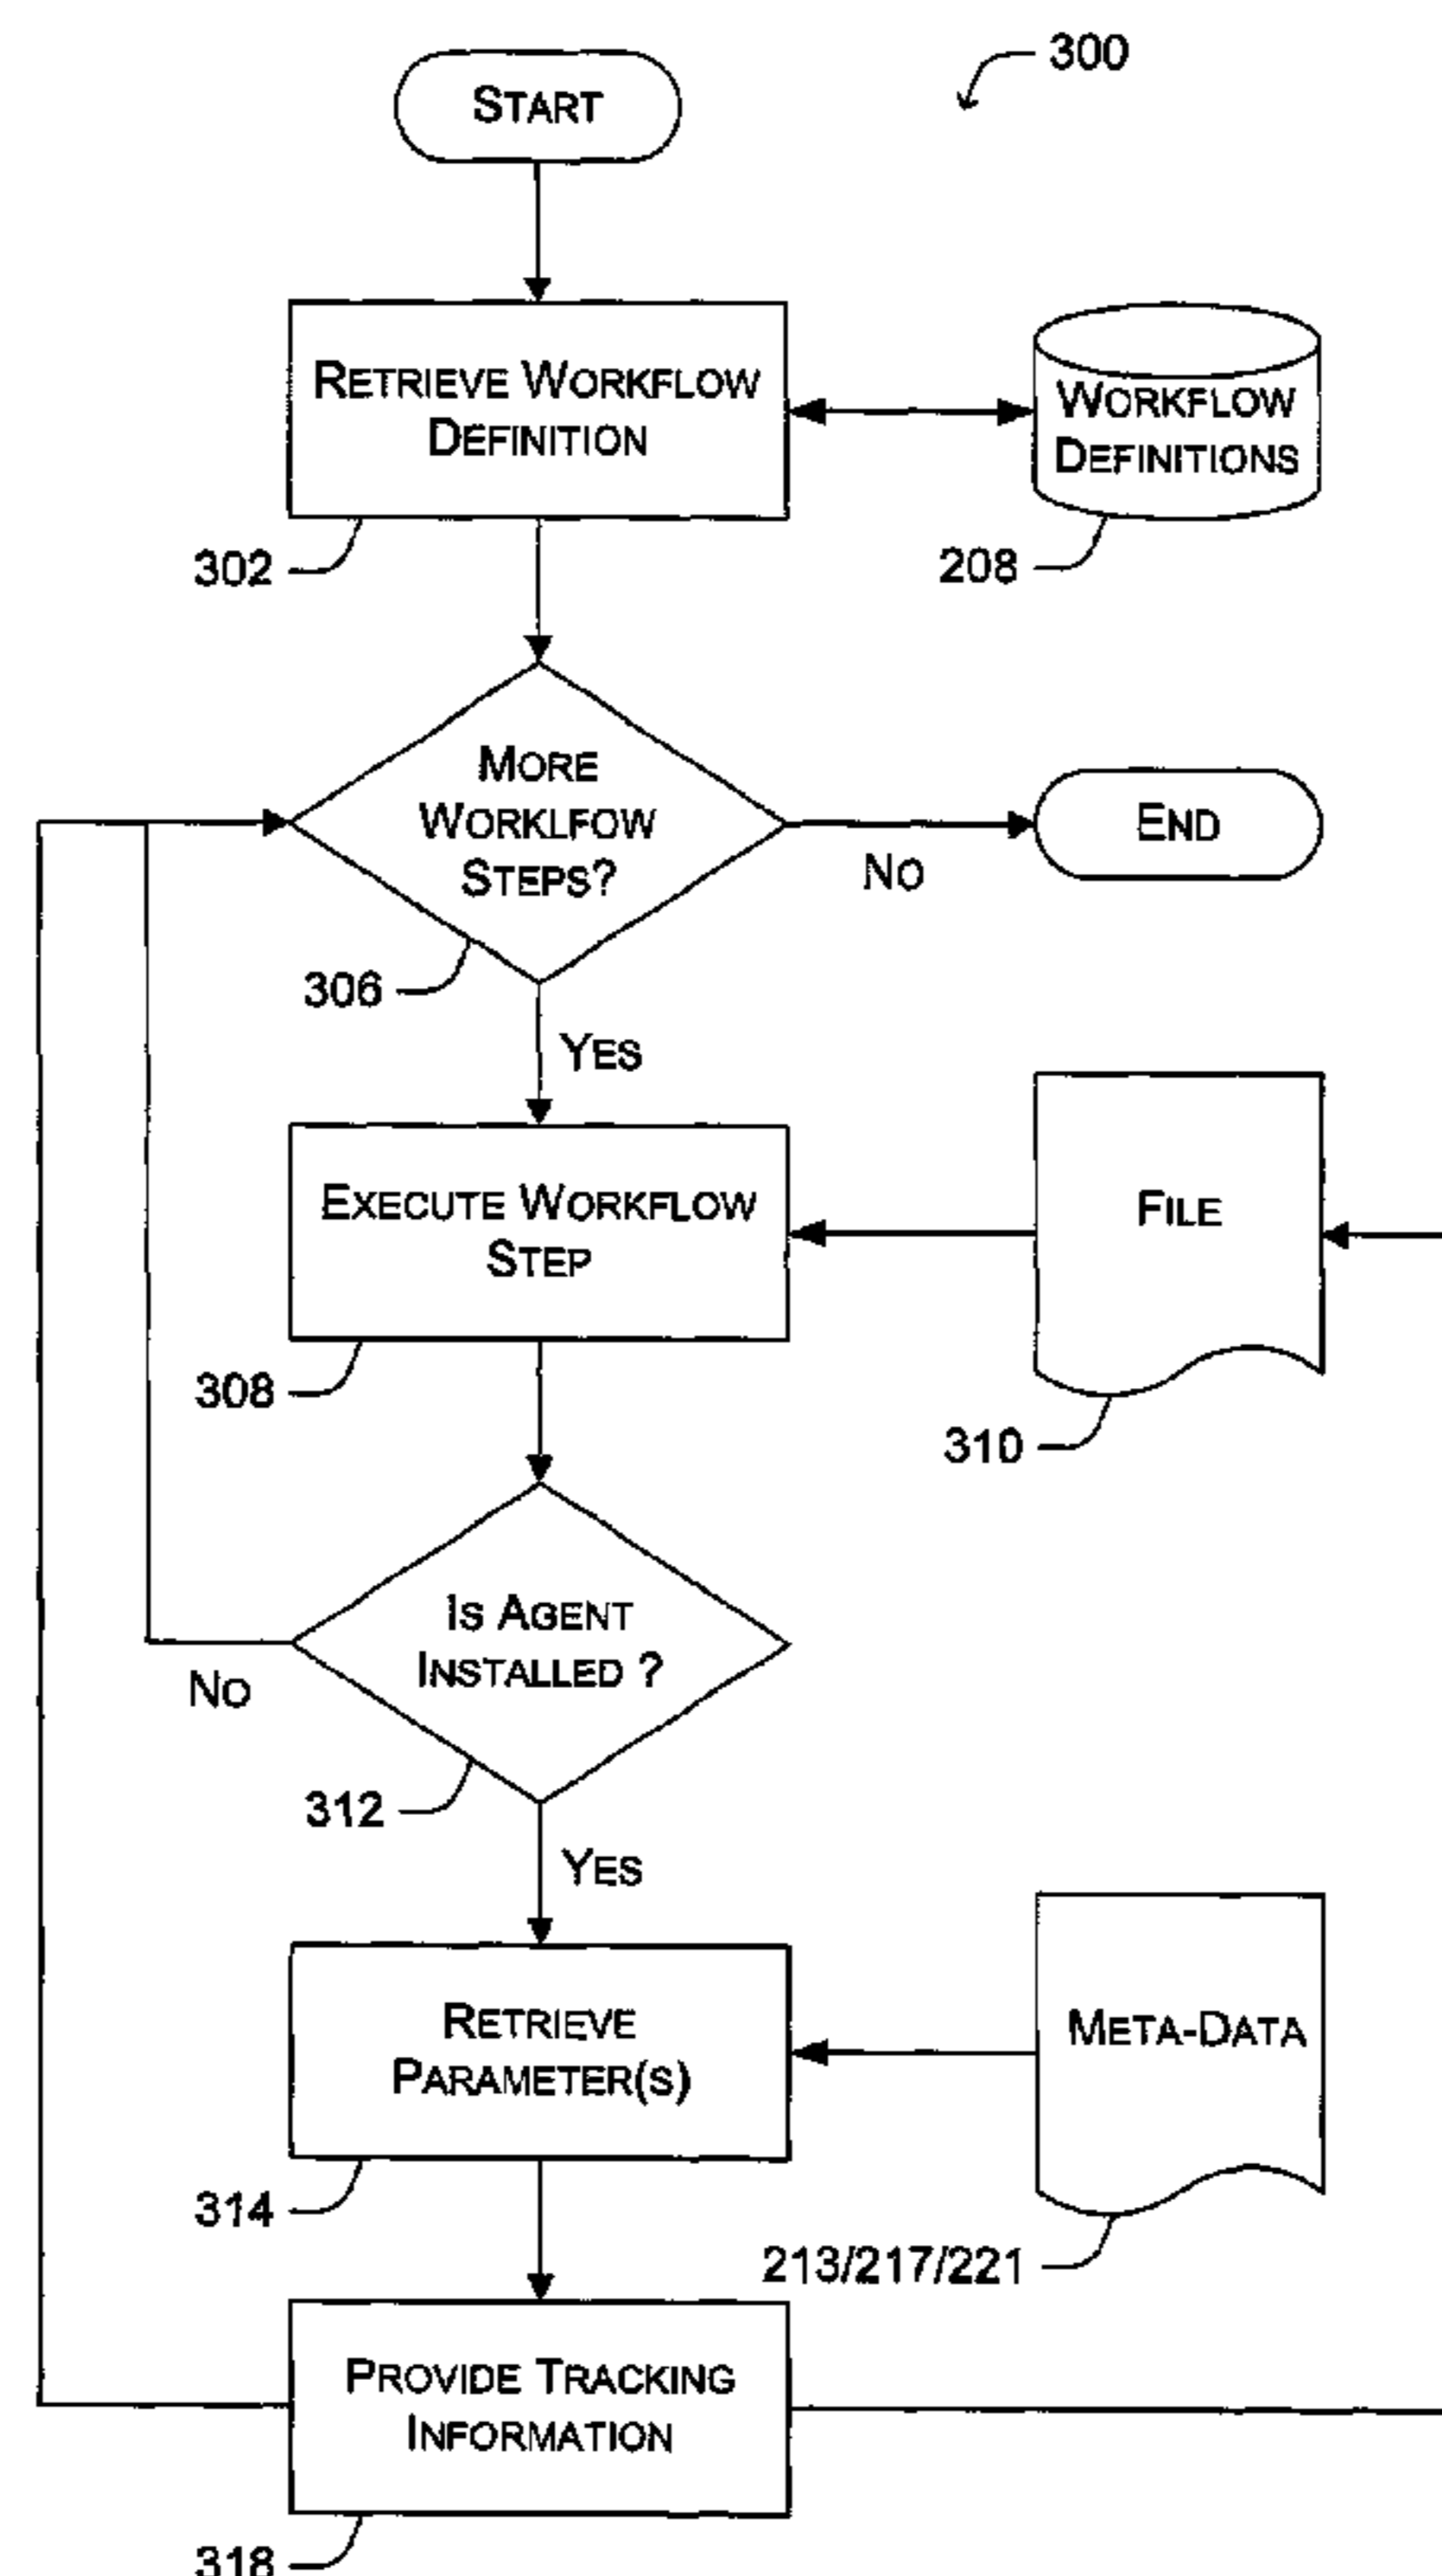 300
START
RETRIEVE WORKFLOW
DEFINITION
WORKFLOW
DEFINITIONS
302
208
MORE
WORKLFOW
STEPS?
END
NO
306
YES
EXECUTE WORKFLOW
STEP
FILE
308
310
IS AGENT
INSTALLED ?
NO
312
YES
RETRIEVE
PARAMETER(S)
META-DATA
314
213/217/221
PROVIDE TRACKING
INFORMATION
318